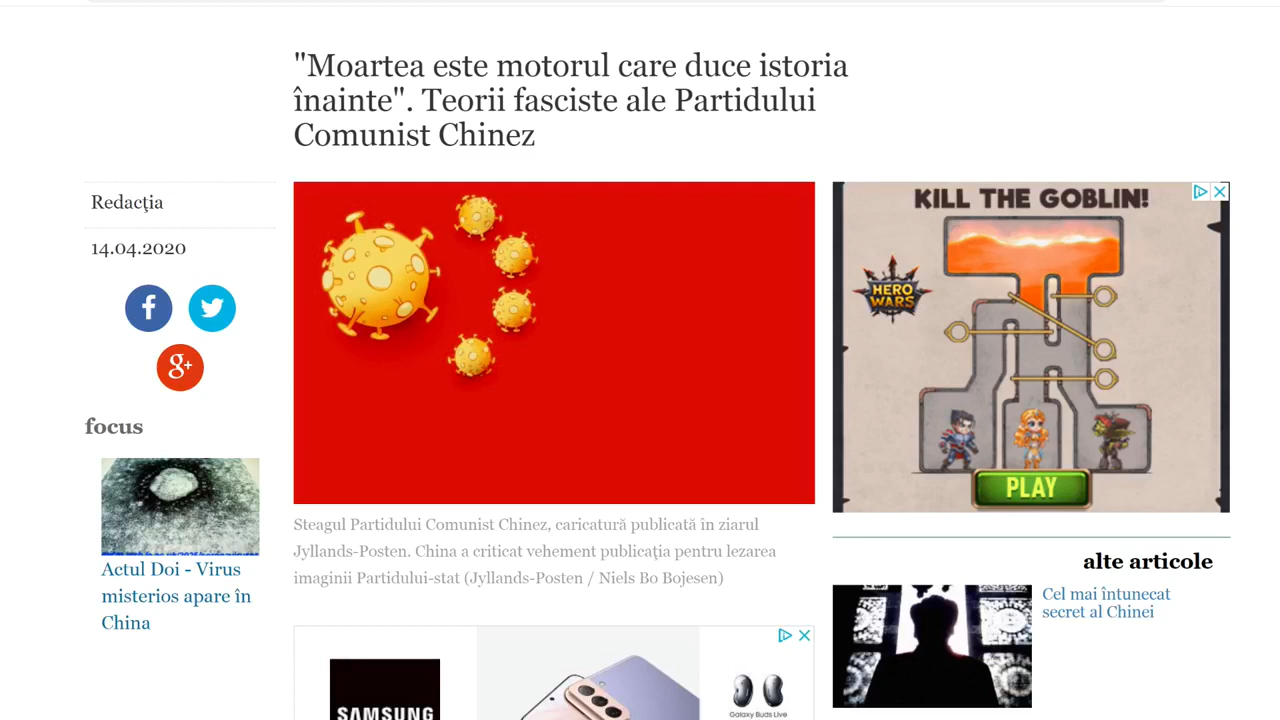 "Moartea este motorul care duce istoria
înainte". Teorii fasciste ale Partidului
Comunist Chinez
Redacţia
14.04.2020
f
g+
focus
Actul Doi - Virus
misterios apare în
China
Steagul Partidului Comunist Chinez, caricatură publicată în ziarul
Jyllands-Posten. China a criticat vehement publicaţia pentru lezarea
imaginii Partidului-stat (Jyllands-Posten / Niels Bo Bojesen)
SAMSUNG
Galaxy Buds Live
KILL THE GOBLIN!
HERO
WARS
PLAY
alte articole
Cel mai întunecat
secret al Chinei